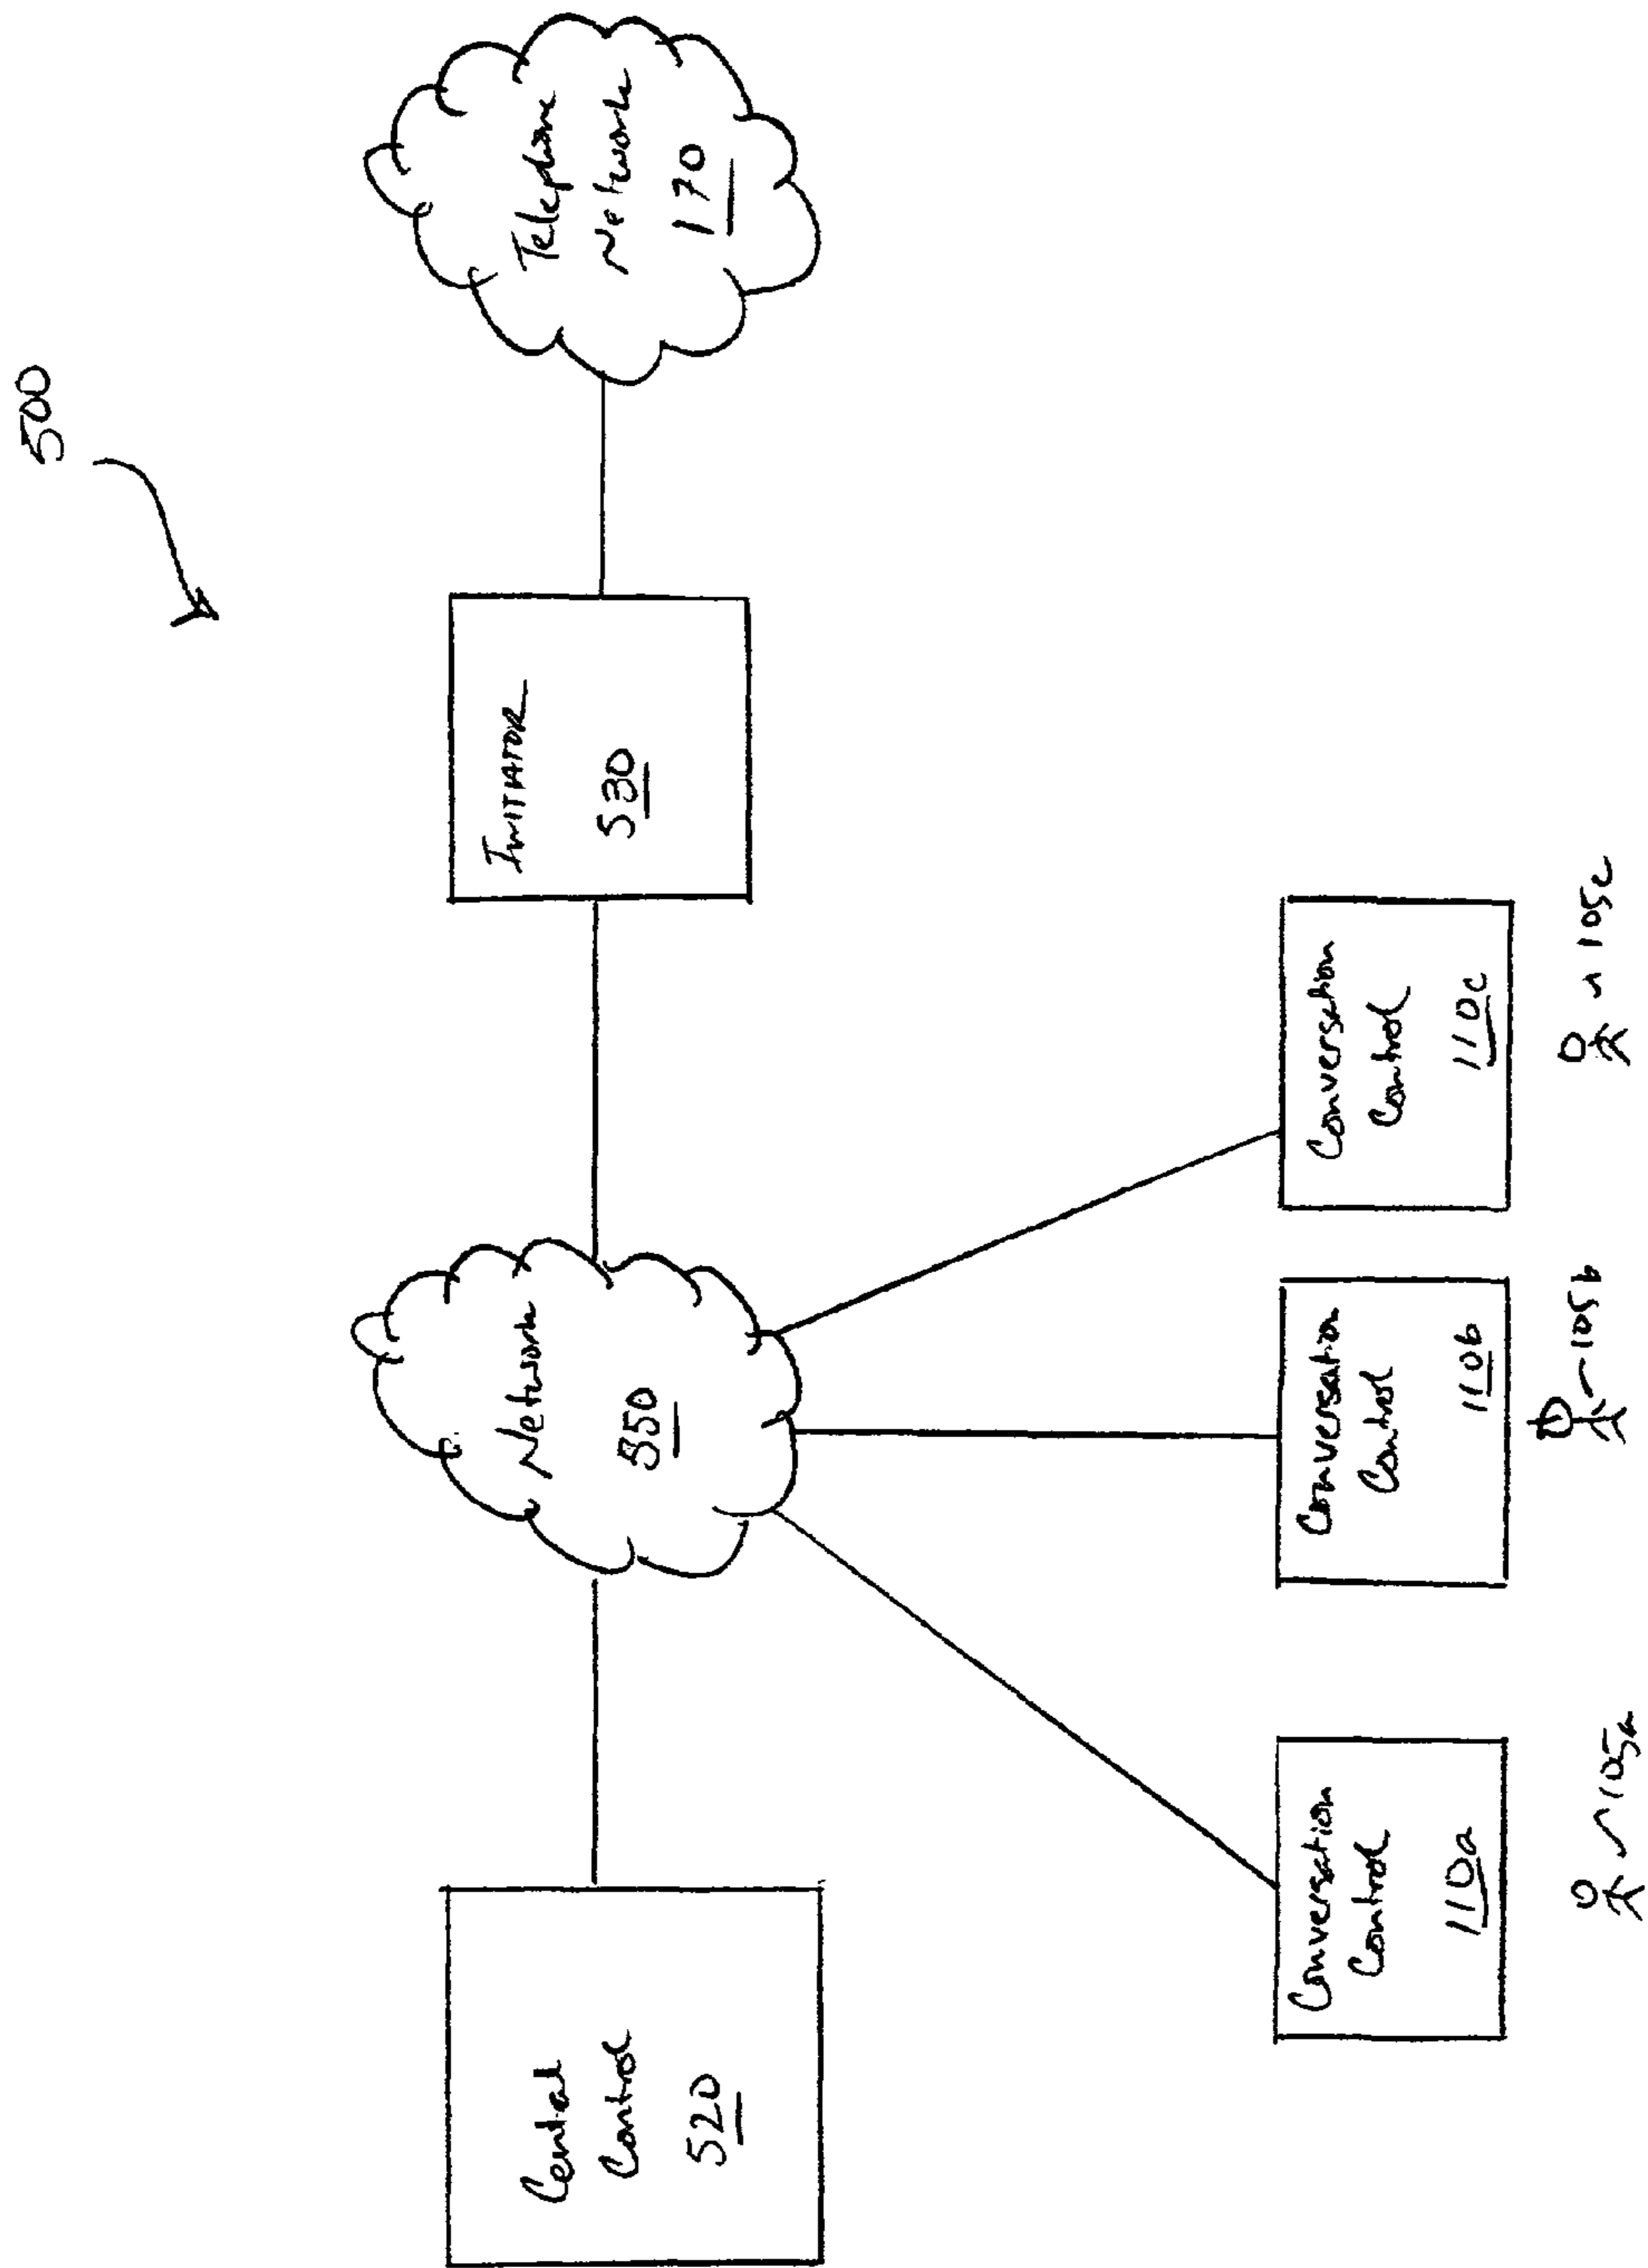 500
Central
Control
520
Network
550
INITIATOR
530
Telephone
Network
170
Conversation
Control
110a
Conversation
Control
110b
Conversation
Control
110c
105a
105b
105c